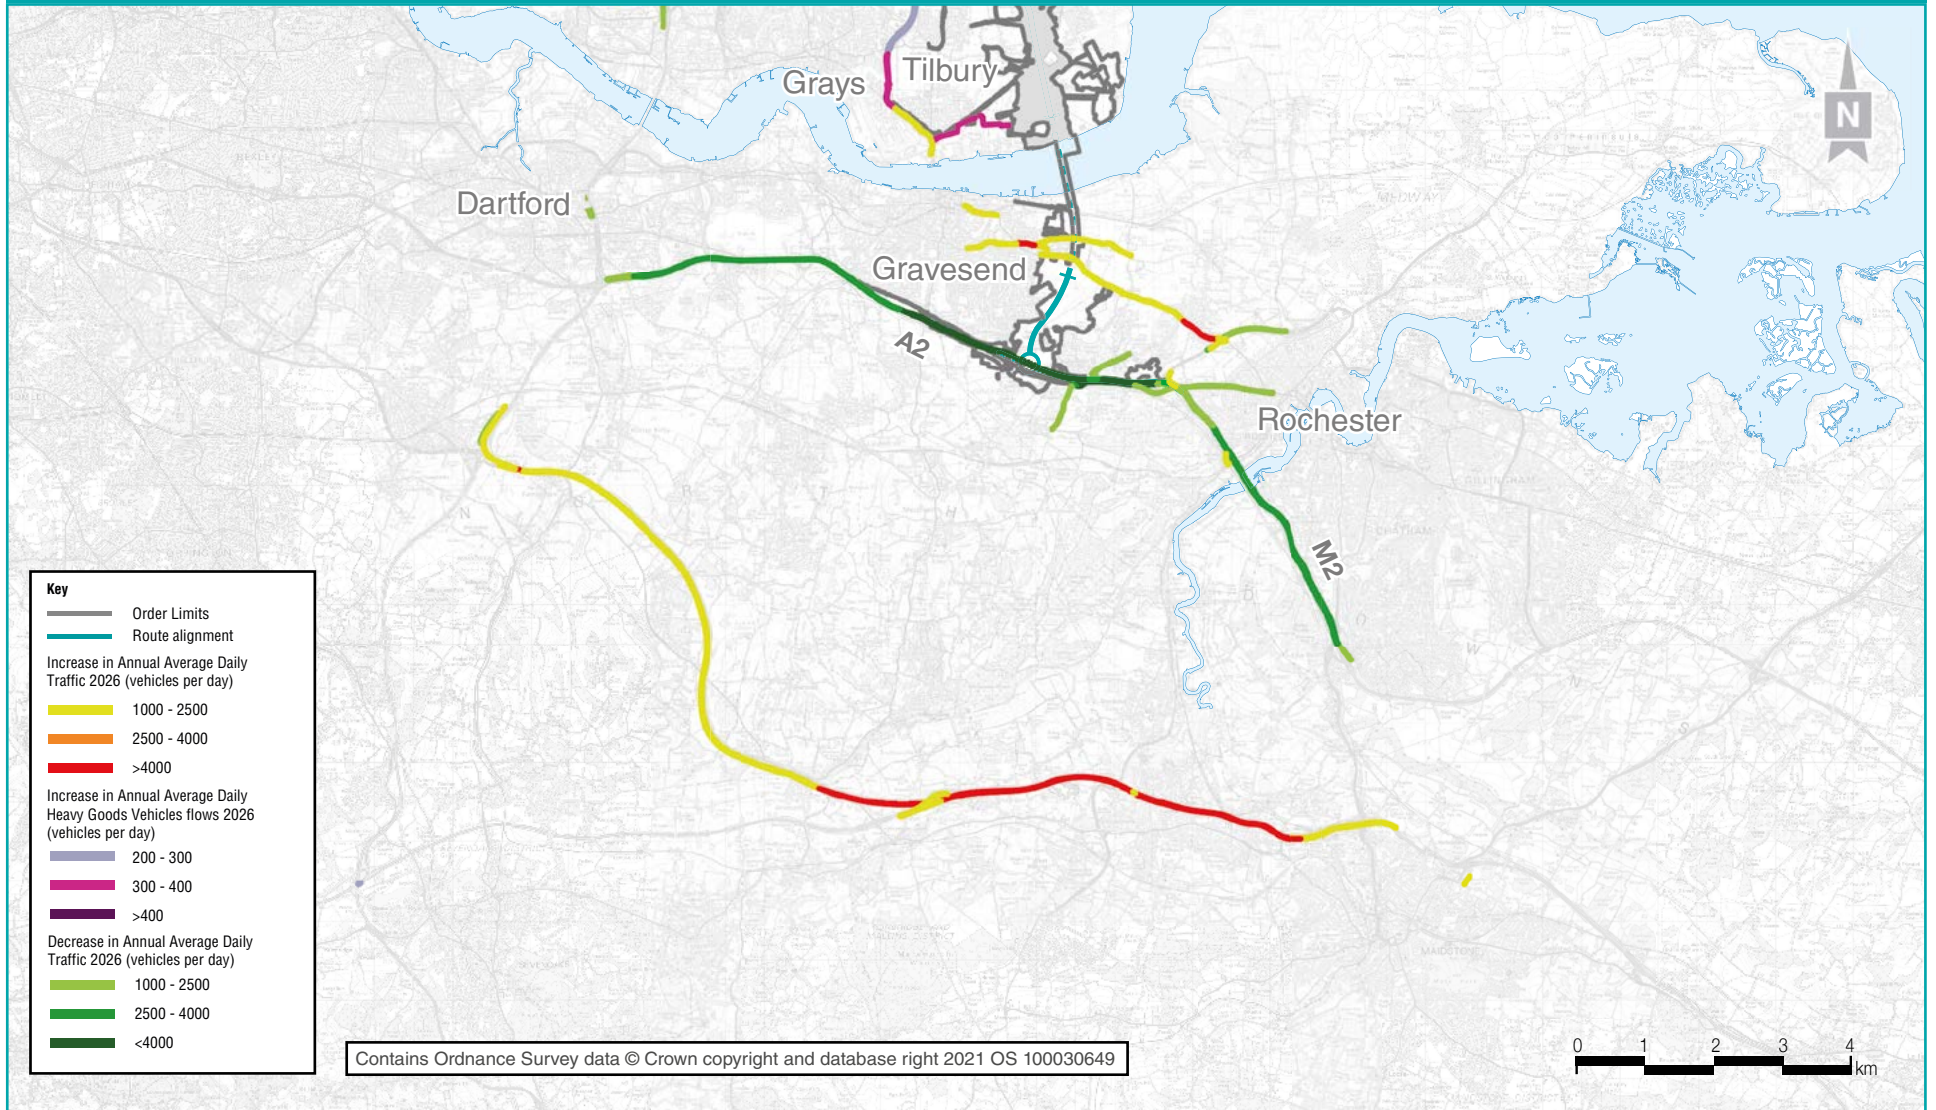 Grays
Tilbury
N
Dartford
Gravesend
A2
Rochester
M2
Key
Order Limits
Route alignment
Increase in Annual Average Daily
Traffic 2026 (vehicles per day)
1000 - 2500
2500 - 4000
>4000
Increase in Annual Average Daily
Heavy Goods Vehicles flows 2026
(vehicles per day)
200 - 300
300 - 400
>400
Decrease in Annual Average Daily
Traffic 2026 (vehicles per day)
1000 - 2500
2500 - 4000
<4000
Contains Ordnance Survey data © Crown copyright and database right 2021 OS 100030649
0 1 2 3 4
km